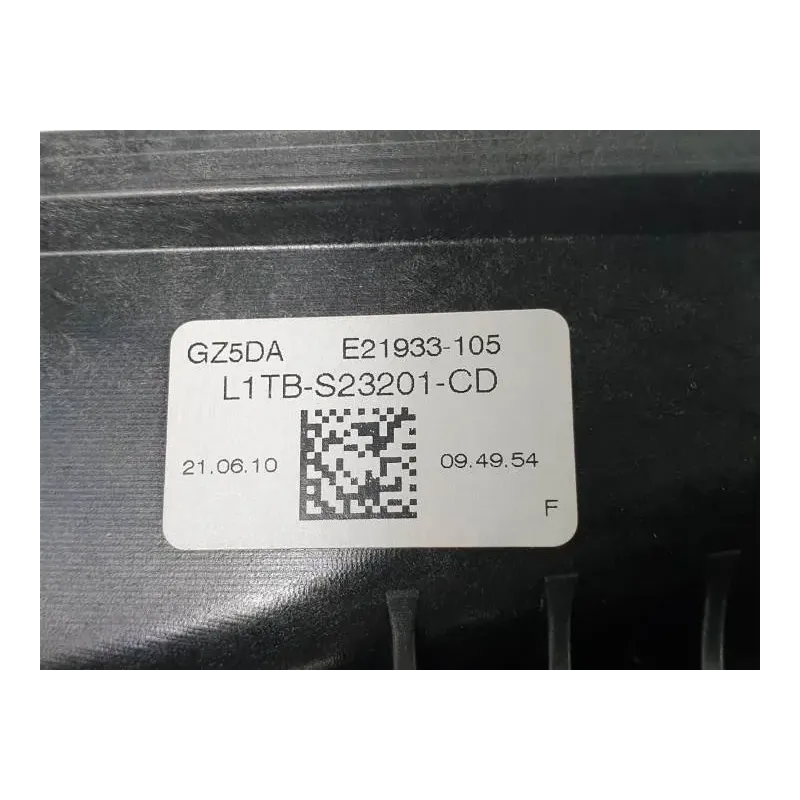 GZ5DA E21933-105
L1TB-S23201-CD
21.06.10 09.49.54
F